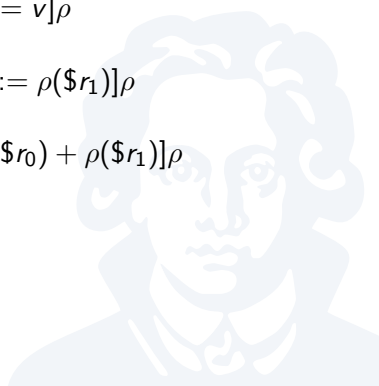 = v]ρ
:= ρ($r₁)]ρ
$r₀) + ρ($r₁)]ρ